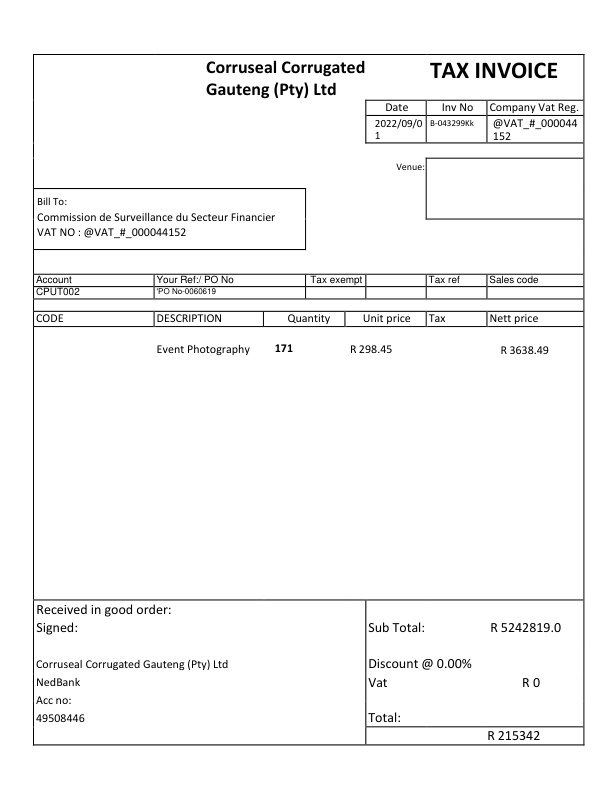 Corruseal Corrugated
Gauteng (Pty) Ltd
TAX INVOICE
Date Inv No Company Vat Reg.
2022/09/0
1
B-043299Kk
@VAT_#_000044
152
Venue:
Bill To:
Commission de Surveillance du Secteur Financier
VAT NO : @VAT_#_000044152
Account Your Ref:/ PO No Tax exempt Tax ref Sales code
CPUT002 'PO No-0060619
CODE DESCRIPTION Quantity Unit price Tax Nett price
Event Photography 171 R 298.45 R 3638.49
Received in good order:
Signed:
Sub Total: R 5242819.0
Corruseal Corrugated Gauteng (Pty) Ltd
Discount @ 0.00%
NedBank
Vat R 0
Acc no:
49508446
Total:
R 215342